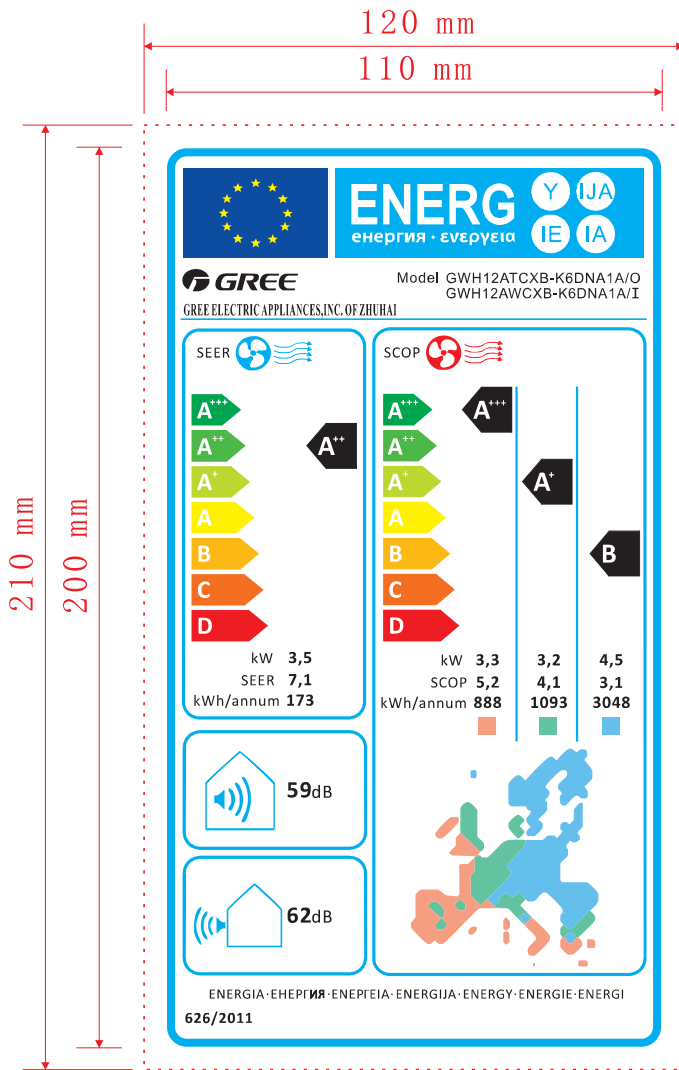 120 mm
110 mm
210 mm
200 mm
ENERG
енергия · ενεργεια
Y
IJA
IE
IA
GREE
Model GWH12ATCXB-K6DNA1A/O
GWH12AWCXB-K6DNA1A/I
GREE ELECTRIC APPLIANCES,INC. OF ZHUHAI
SEER
A+++
A++
A+
A
B
C
D
A++
kW 3,5
SEER 7,1
kWh/annum 173
SCOP
A+++
A++
A+
A
B
C
D
A+++
A+
B
kW 3,3 3,2 4,5
SCOP 5,2 4,1 3,1
kWh/annum 888 1093 3048
59dB
62dB
ENERGIA·ЕНЕРГИЯ·ΕΝΕΡΓΕΙΑ·ENERGIJA·ENERGY·ENERGIE·ENERGI
626/2011